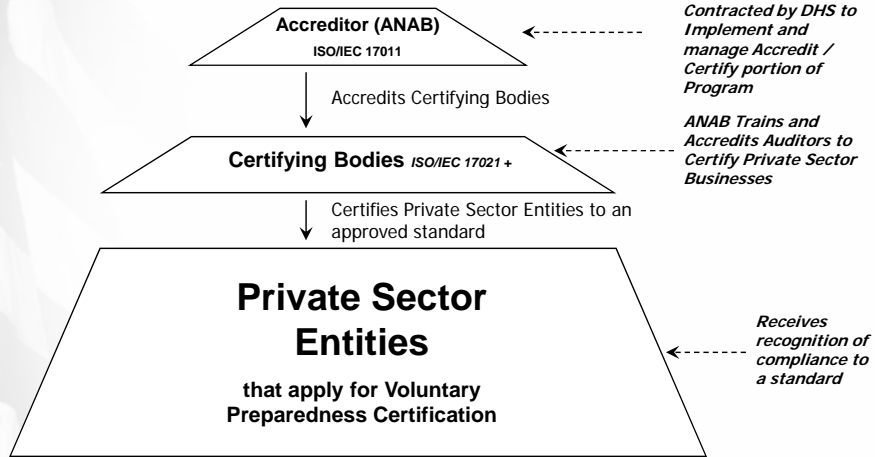 Accreditor (ANAB)
ISO/IEC 17011
Contracted by DHS to
Implement and
manage Accredit /
Certify portion of
Program
Accredits Certifying Bodies
ANAB Trains and
Accredits Auditors to
Certify Private Sector
Businesses
Certifying Bodies ISO/IEC 17021 +
Certifies Private Sector Entities to an
approved standard
Private Sector
Entities
that apply for Voluntary
Preparedness Certification
Receives
recognition of
compliance to
a standard